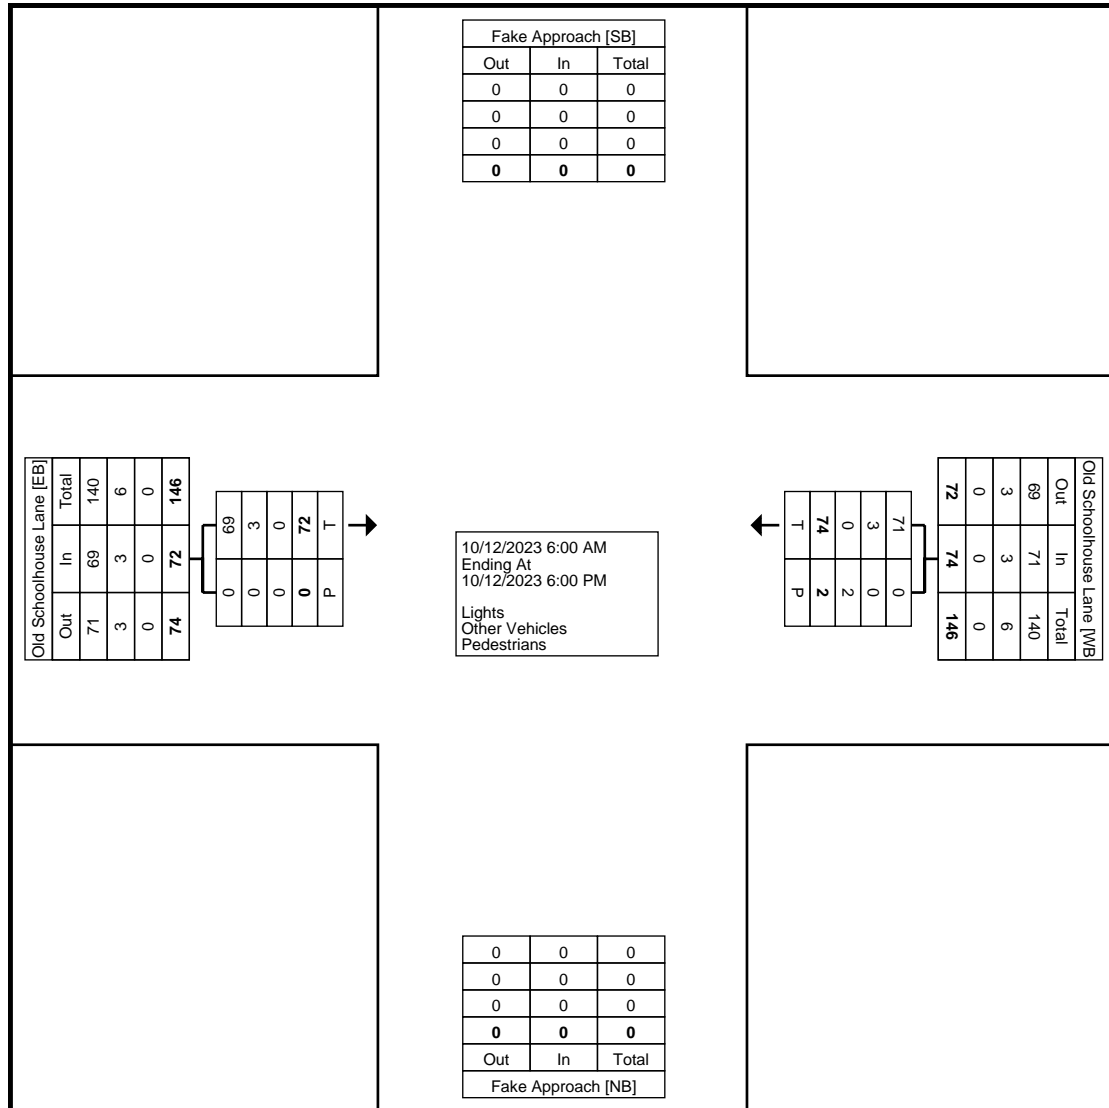 Fake Approach [SB]
Out In Total
0 0 0
0 0 0
0 0 0
0 0 0
Old Schoolhouse Lane [EB]
Total In Out
140 69 71
6 3 3
0 0 0
146 72 74
69 0
3 0
0 0
72 0
T P
10/12/2023 6:00 AM
Ending At
10/12/2023 6:00 PM
Lights
Other Vehicles
Pedestrians
Old Schoolhouse Lane [WB
Out In Total
69 71 140
3 3 6
0 0 0
72 74 146
71 0
3 0
0 2
74 2
T P
0 0 0
0 0 0
0 0 0
0 0 0
Out In Total
Fake Approach [NB]